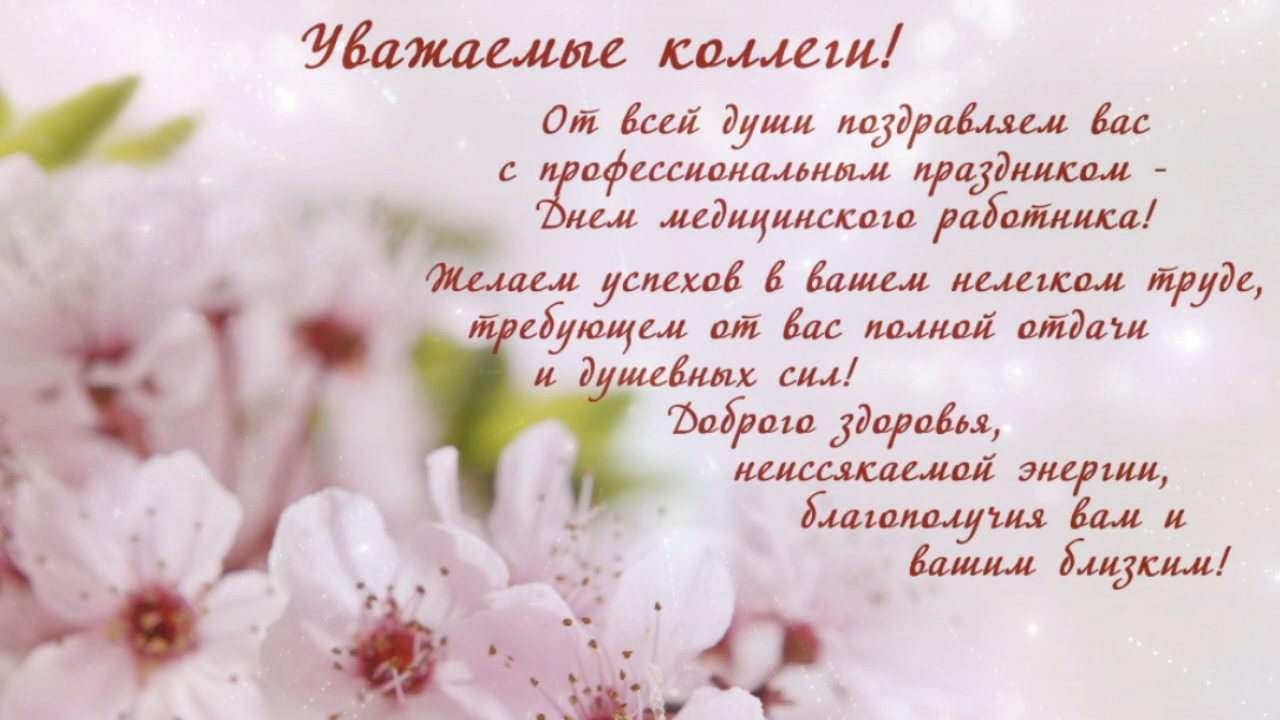 Уважаемые коллеги!
От всей души поздравляем вас
с профессиональным праздником -
Днем медицинского работника!
Желаем успехов в вашем нелегком труде,
требующем от вас полной отдачи
и душевных сил!
Доброго здоровья,
неиссякаемой энергии,
благополучия вам и
вашим близким!